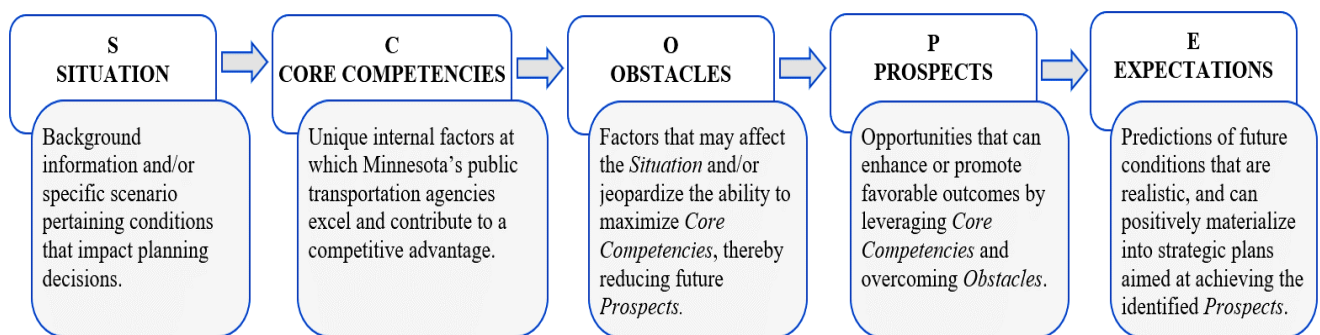 S
SITUATION
Background
information and/or
specific scenario
pertaining conditions
that impact planning
decisions.
C
CORE COMPETENCIES
Unique internal factors at
which Minnesota’s public
transportation agencies
excel and contribute to a
competitive advantage.
O
OBSTACLES
Factors that may affect
the Situation and/or
jeopardize the ability to
maximize Core
Competencies, thereby
reducing future
Prospects.
P
PROSPECTS
Opportunities that can
enhance or promote
favorable outcomes by
leveraging Core
Competencies and
overcoming Obstacles.
E
EXPECTATIONS
Predictions of future
conditions that are
realistic, and can
positively materialize
into strategic plans
aimed at achieving the
identified Prospects.